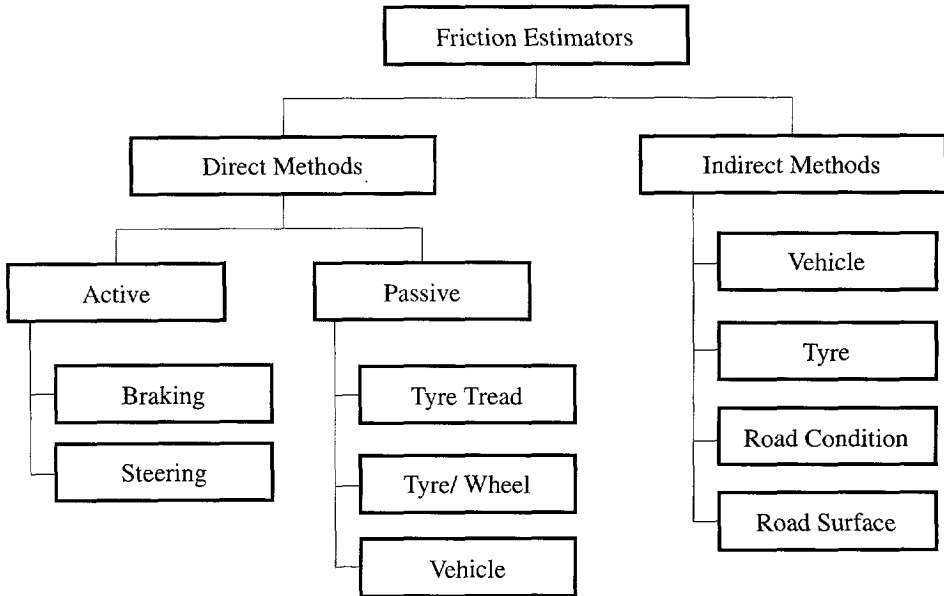 Friction Estimators
Direct Methods
Indirect Methods
Active
Passive
Vehicle
Tyre
Braking
Tyre Tread
Road Condition
Steering
Tyre/ Wheel
Road Surface
Vehicle